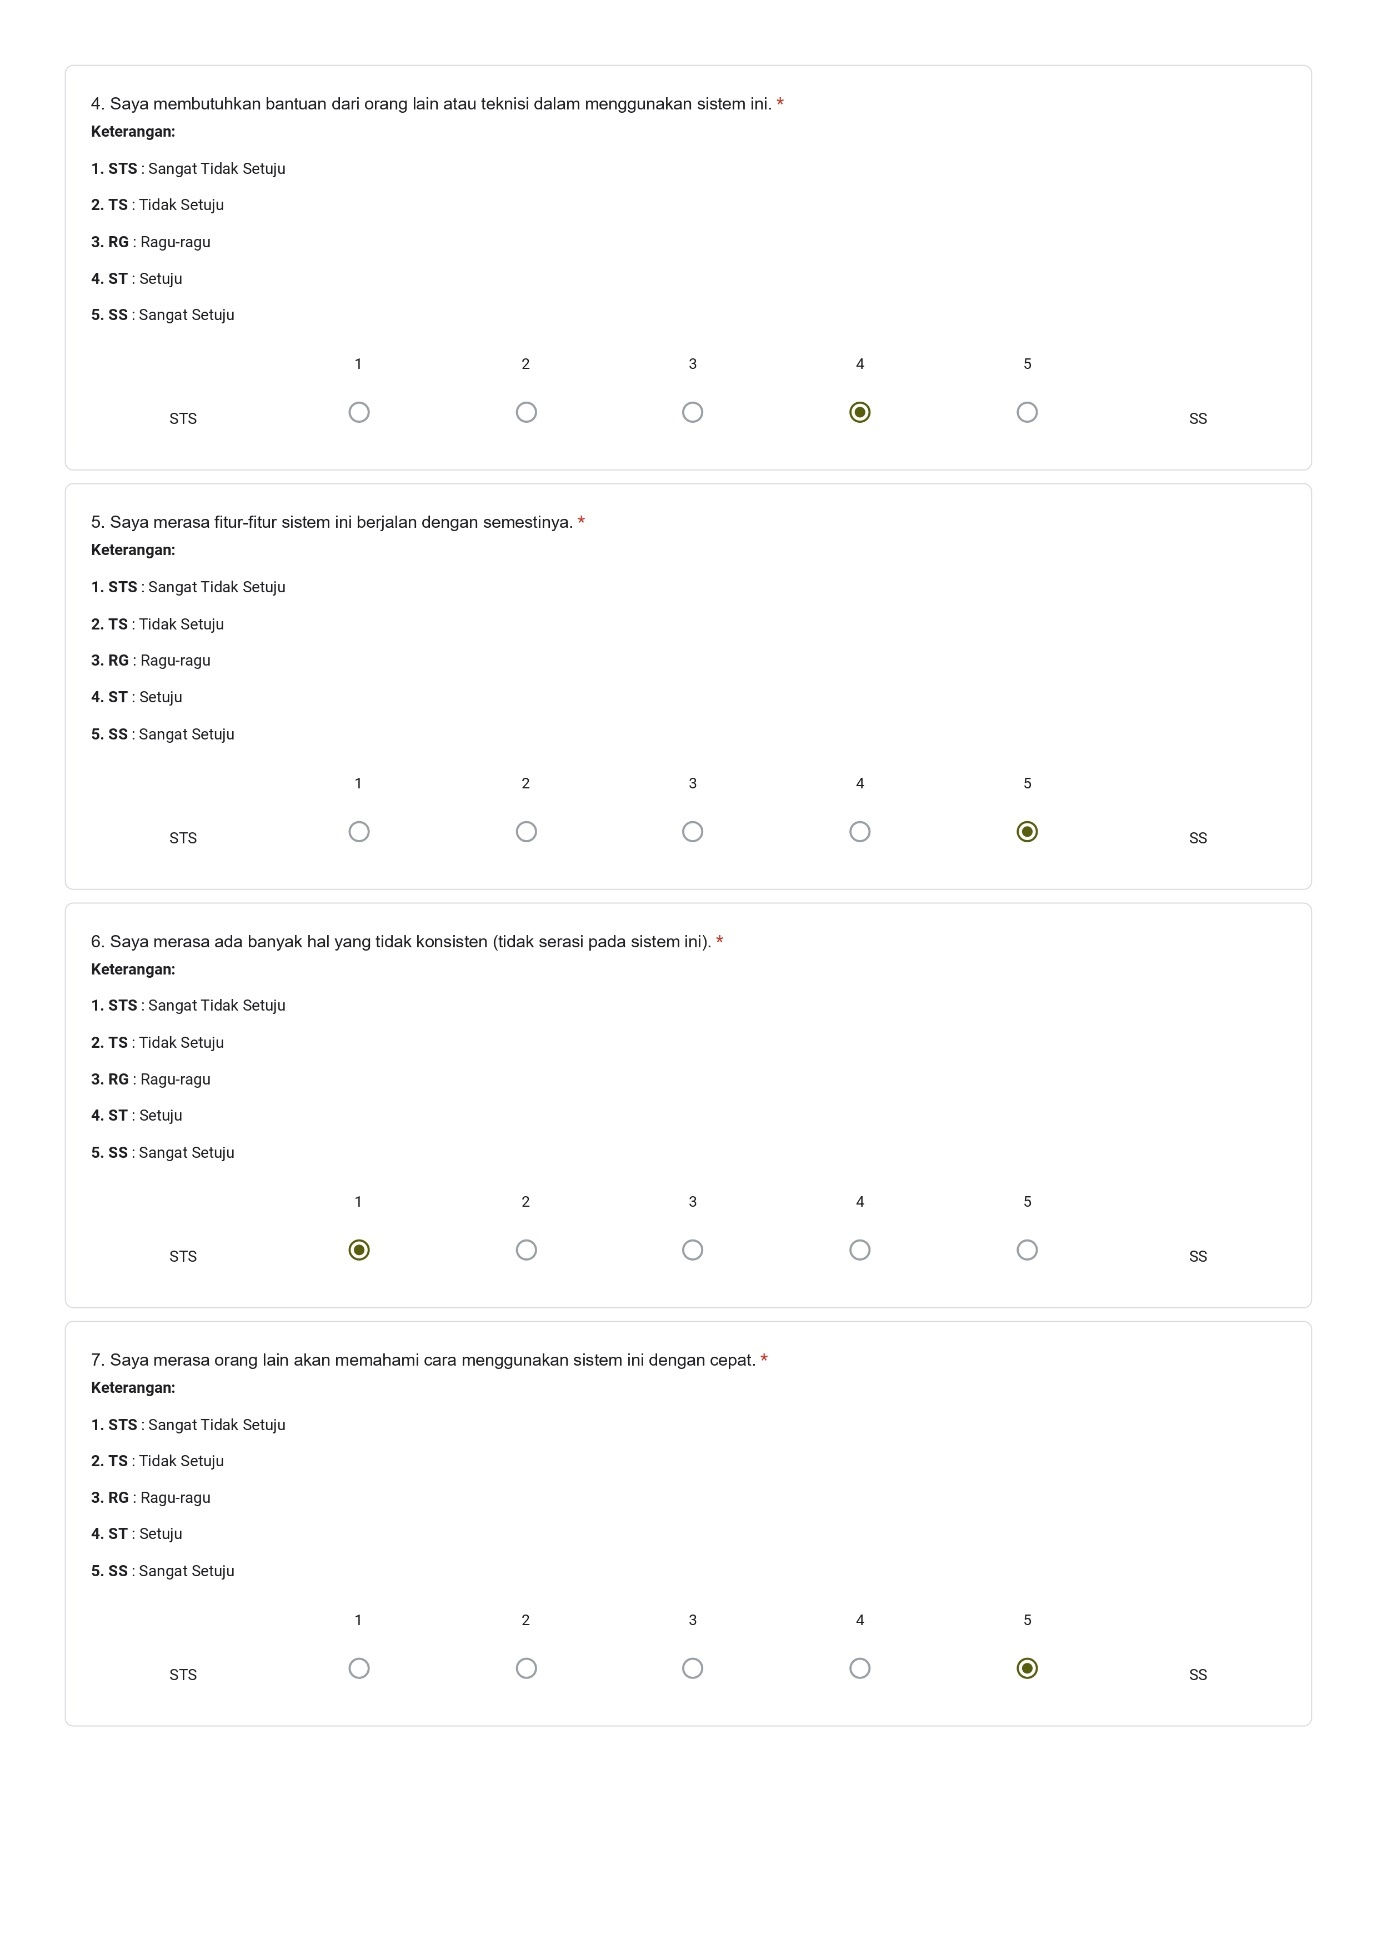 4. Saya membutuhkan bantuan dari orang lain atau teknisi dalam menggunakan sistem ini. *
Keterangan:
1. STS : Sangat Tidak Setuju
2. TS : Tidak Setuju
3. RG : Ragu-ragu
4. ST : Setuju
5. SS : Sangat Setuju
1 2 3 4 5
STS SS
5. Saya merasa fitur-fitur sistem ini berjalan dengan semestinya. *
Keterangan:
1. STS : Sangat Tidak Setuju
2. TS : Tidak Setuju
3. RG : Ragu-ragu
4. ST : Setuju
5. SS : Sangat Setuju
1 2 3 4 5
STS SS
6. Saya merasa ada banyak hal yang tidak konsisten (tidak serasi pada sistem ini). *
Keterangan:
1. STS : Sangat Tidak Setuju
2. TS : Tidak Setuju
3. RG : Ragu-ragu
4. ST : Setuju
5. SS : Sangat Setuju
1 2 3 4 5
STS SS
7. Saya merasa orang lain akan memahami cara menggunakan sistem ini dengan cepat. *
Keterangan:
1. STS : Sangat Tidak Setuju
2. TS : Tidak Setuju
3. RG : Ragu-ragu
4. ST : Setuju
5. SS : Sangat Setuju
1 2 3 4 5
STS SS